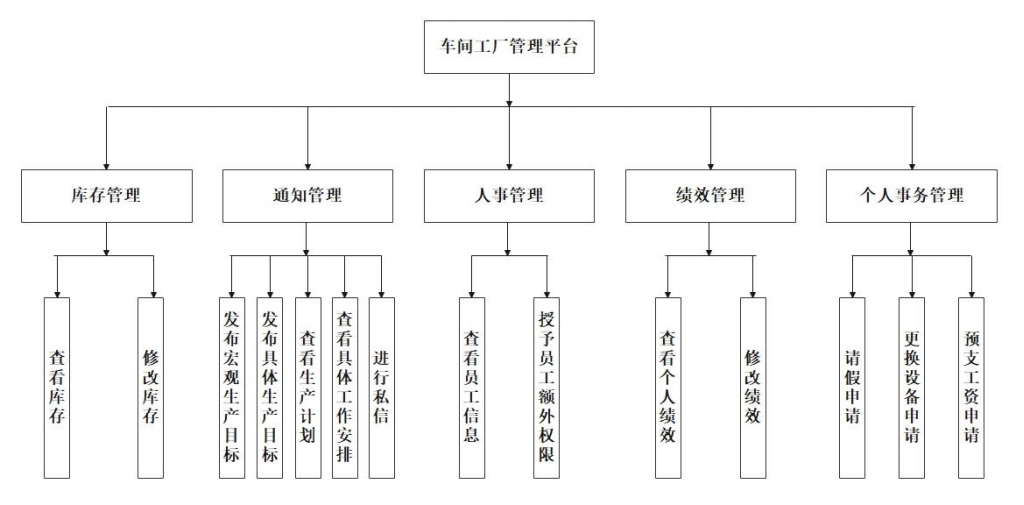 车间工厂管理平台
库存管理
通知管理
人事管理
绩效管理
个人事务管理
查看库存
修改库存
发布宏观生产目标
发布具体生产目标
查看生产计划
查看具体工作安排
进行私信
查看员工信息
授予员工额外权限
查看个人绩效
修改绩效
请假申请
更换设备申请
预支工资申请